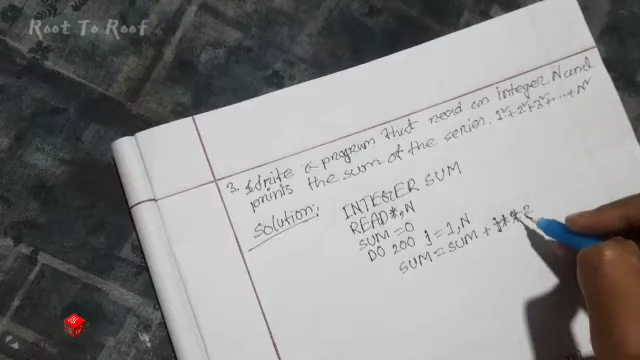 Root To Roof
3. Write a program that read an integer N and
prints the sum of the series. 1²+2²+3²+...+N²
Solution:
INTEGER SUM
READ*,N
SUM=0
DO 200 J=1,N
SUM=SUM+J**2